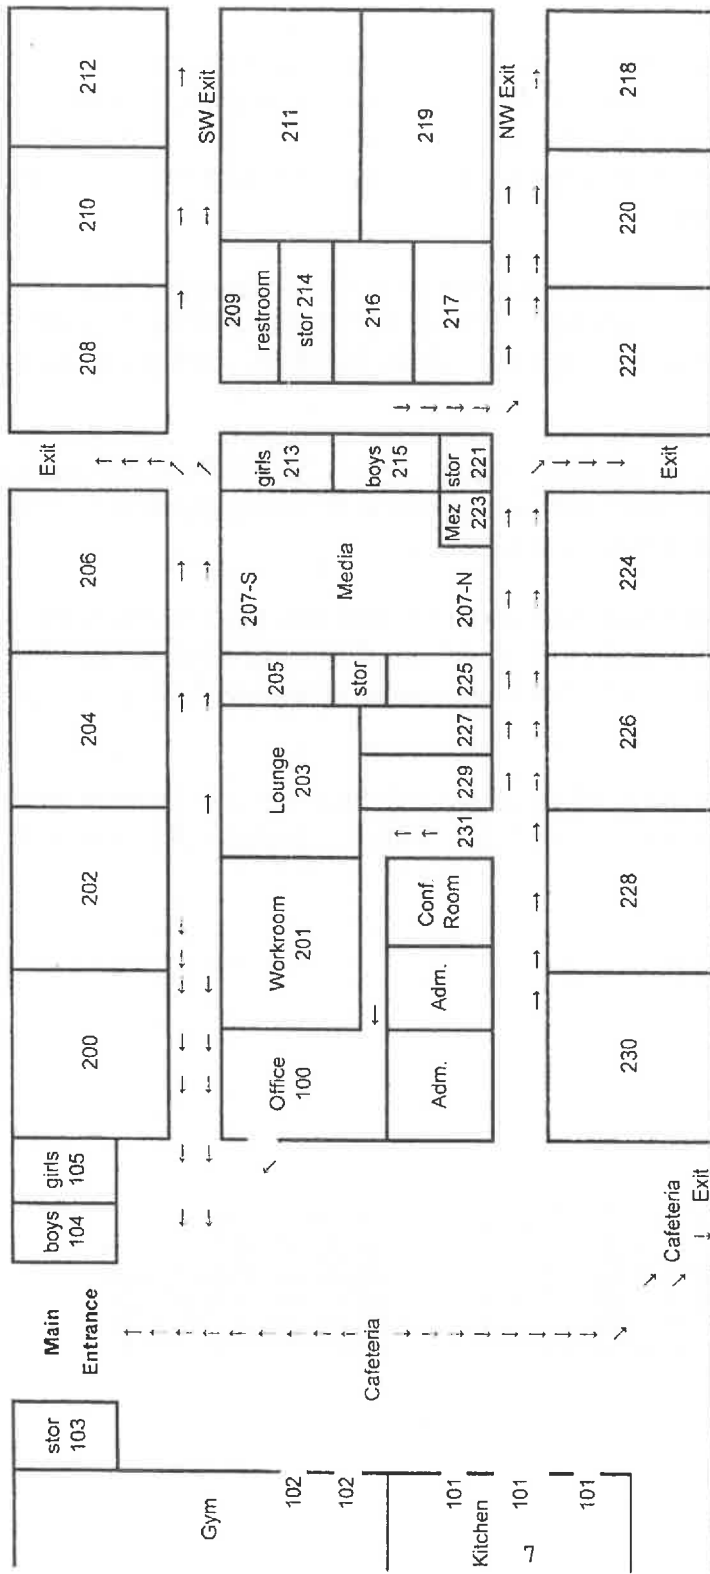 stor
103
Main
Entrance
boys
104
girls
105
200
202
204
206
Exit
208
210
212
SW Exit
Gym
102
102
Cafeteria
Office
100
Workroom
201
Lounge
203
205
stor
207-S
Media
207-N
girls
213
boys
215
stor
221
Mez
223
209
restroom
stor 214
216
217
211
219
Adm.
Adm.
Conf.
Room
231
229
227
225
NW Exit
Kitchen
101
101
101
7
Cafeteria
Exit
230
228
226
224
Exit
222
220
218